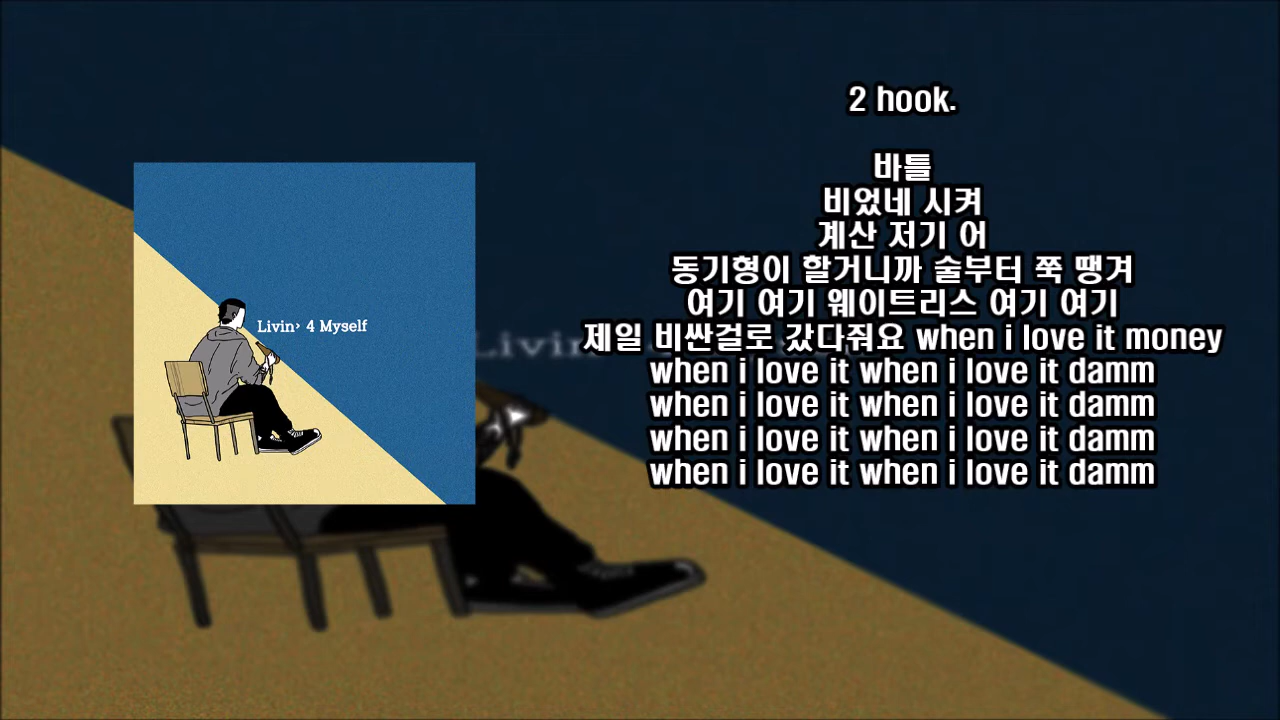 Livin› 4 Myself
2 hook.
바틀
비었네 시켜
계산 저기 어
동기형이 할거니까 술부터 쭉 땡겨
여기 여기 웨이트리스 여기 여기
제일 비싼걸로 갔다줘요 when i love it money
when i love it when i love it damm
when i love it when i love it damm
when i love it when i love it damm
when i love it when i love it damm
Livin